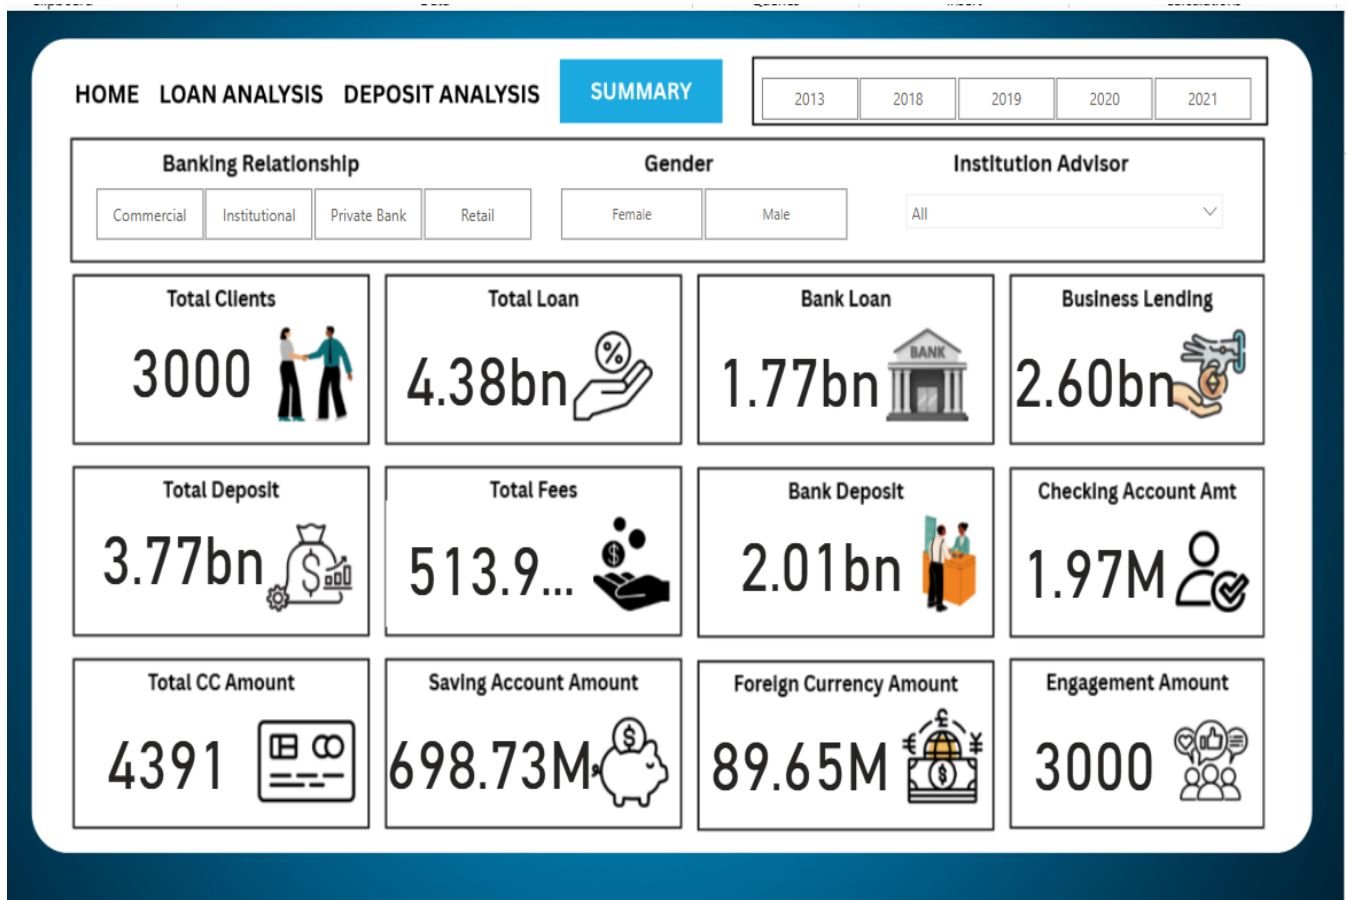 HOME LOAN ANALYSIS DEPOSIT ANALYSIS SUMMARY
2013 2018 2019 2020 2021
Banking Relationship Gender Institution Advisor
Commercial Institutional Private Bank Retail Female Male All
Total Clients
3000
Total Loan
4.38bn
Bank Loan
1.77bn
BANK
Business Lending
2.60bn
Total Deposit
3.77bn
Total Fees
513.9...
Bank Deposit
2.01bn
Checking Account Amt
1.97M
Total CC Amount
4391
Saving Account Amount
698.73M
Foreign Currency Amount
89.65M
Engagement Amount
3000